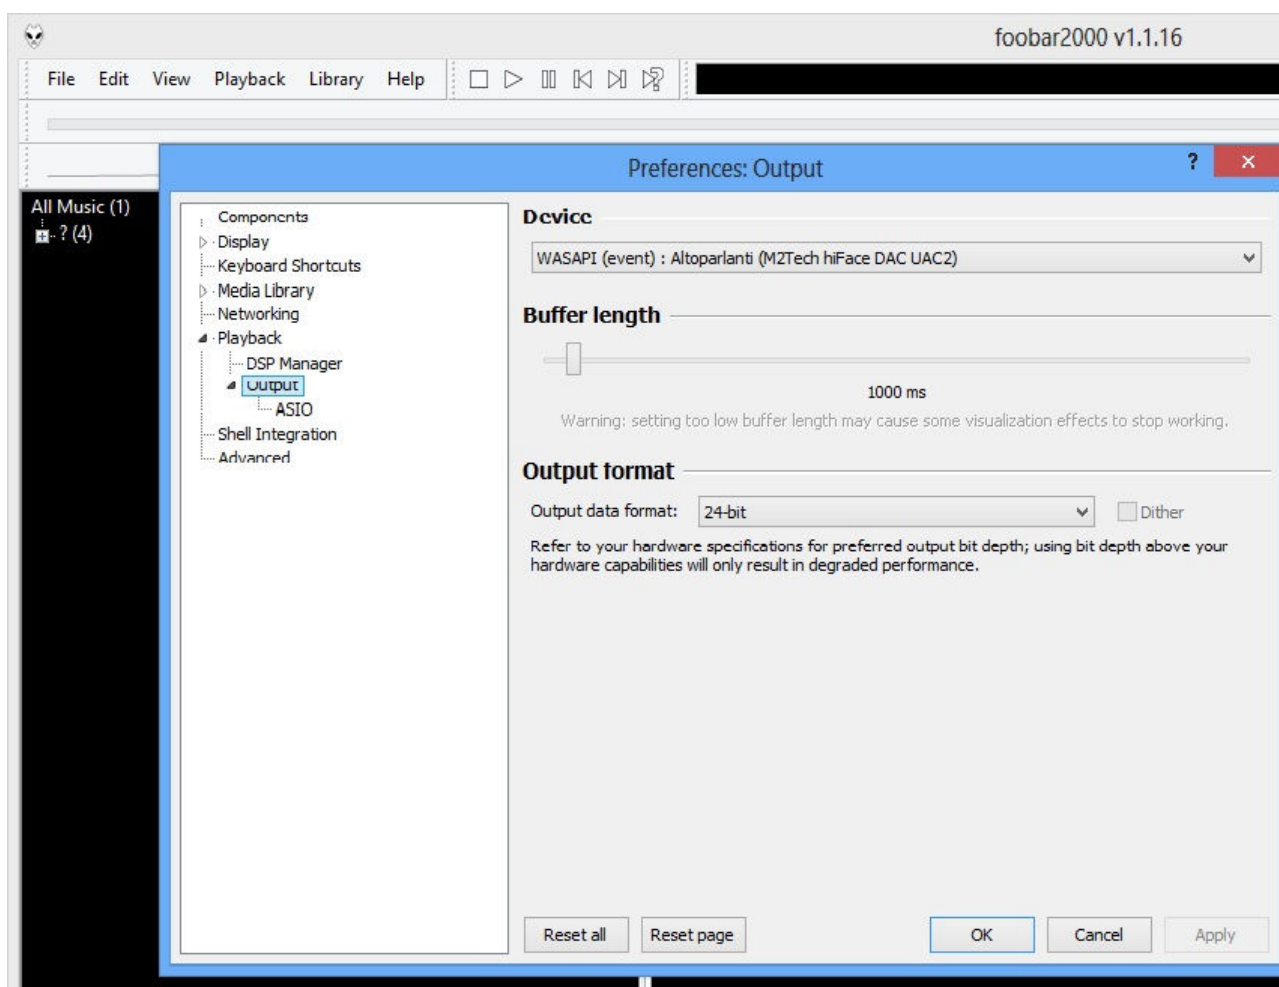 foobar2000 v1.1.16
File Edit View Playback Library Help
Preferences: Output ? ×
All Music (1)
? (4)
Components
Display
Keyboard Shortcuts
Media Library
Networking
Playback
DSP Manager
Output
ASIO
Shell Integration
Advanced
Device
WASAPI (event) : Altoparlanti (M2Tech hiFace DAC UAC2)
Buffer length
1000 ms
Warning: setting too low buffer length may cause some visualization effects to stop working.
Output format
Output data format: 24-bit Dither
Refer to your hardware specifications for preferred output bit depth; using bit depth above your
hardware capabilities will only result in degraded performance.
Reset all Reset page OK Cancel Apply